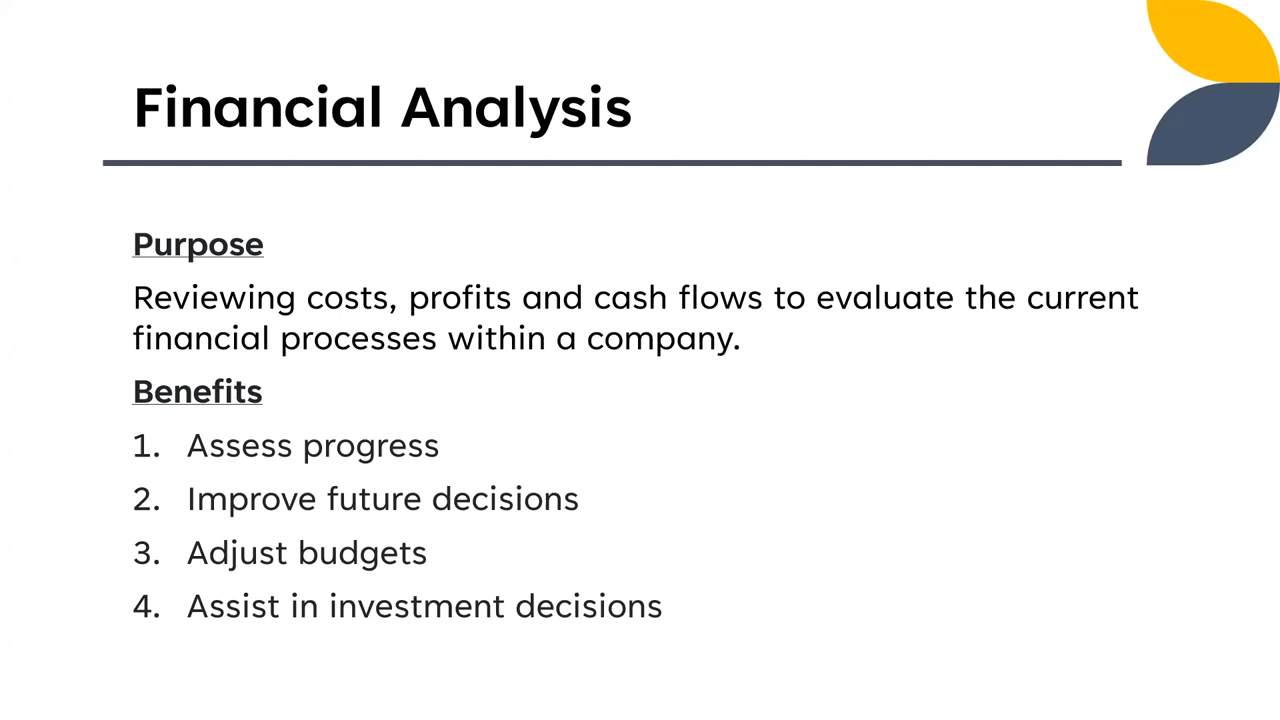 Financial Analysis
Purpose
Reviewing costs, profits and cash flows to evaluate the current
financial processes within a company.
Benefits
1. Assess progress
2. Improve future decisions
3. Adjust budgets
4. Assist in investment decisions